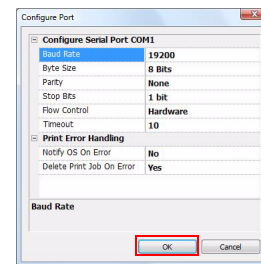 Configure Port
Configure Serial Port COM1
Baud Rate 19200
Byte Size 8 Bits
Parity None
Stop Bits 1 bit
Flow Control Hardware
Timeout 10
Print Error Handling
Notify OS On Error No
Delete Print Job On Error Yes
Baud Rate
OK Cancel